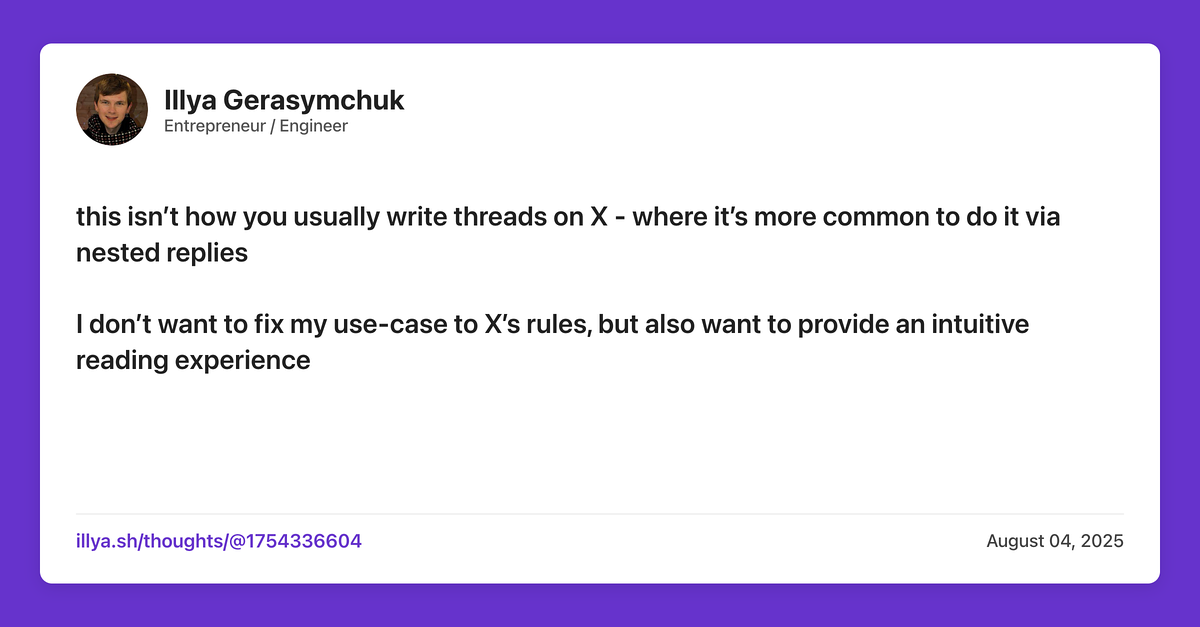 Illya Gerasymchuk
Entrepreneur / Engineer
this isn’t how you usually write threads on X - where it’s more common to do it via
nested replies
I don’t want to fix my use-case to X’s rules, but also want to provide an intuitive
reading experience
illya.sh/thoughts/@1754336604
August 04, 2025